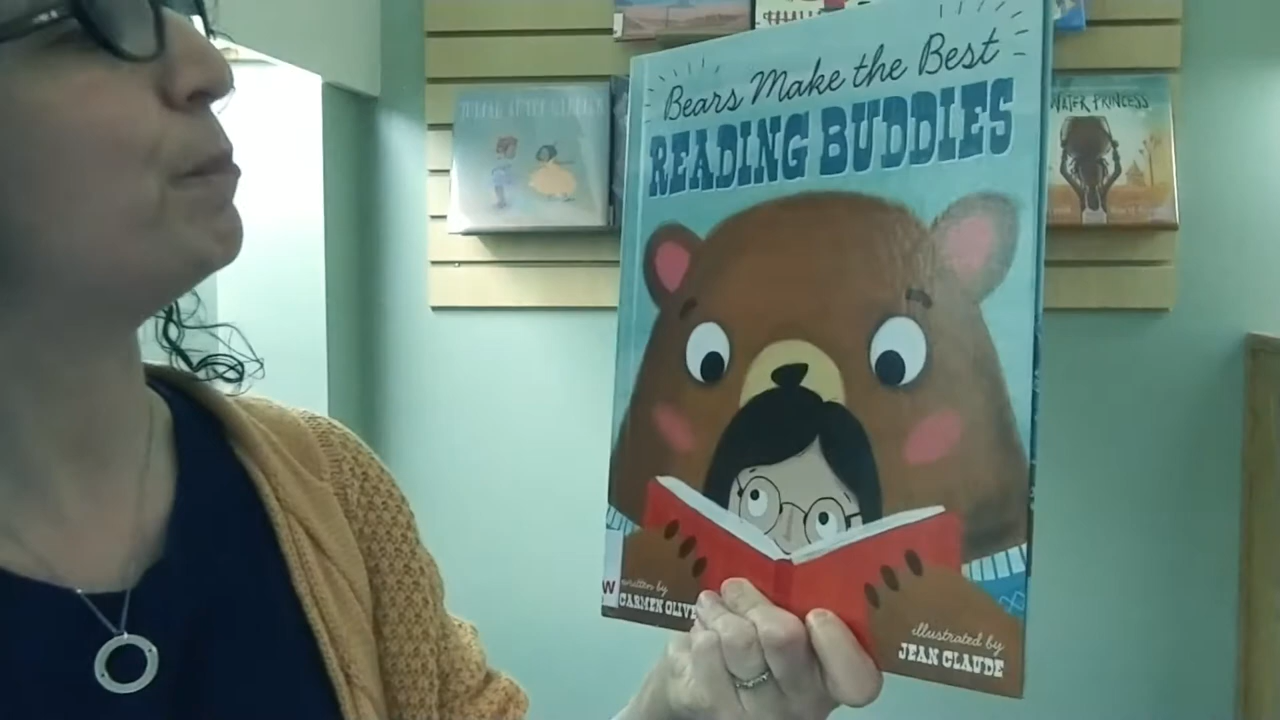 Bears Make the Best
READING BUDDIES
WATER PRINCESS
W
written by
CARMEN OLIV
illustrated by
JEAN CLAUDE